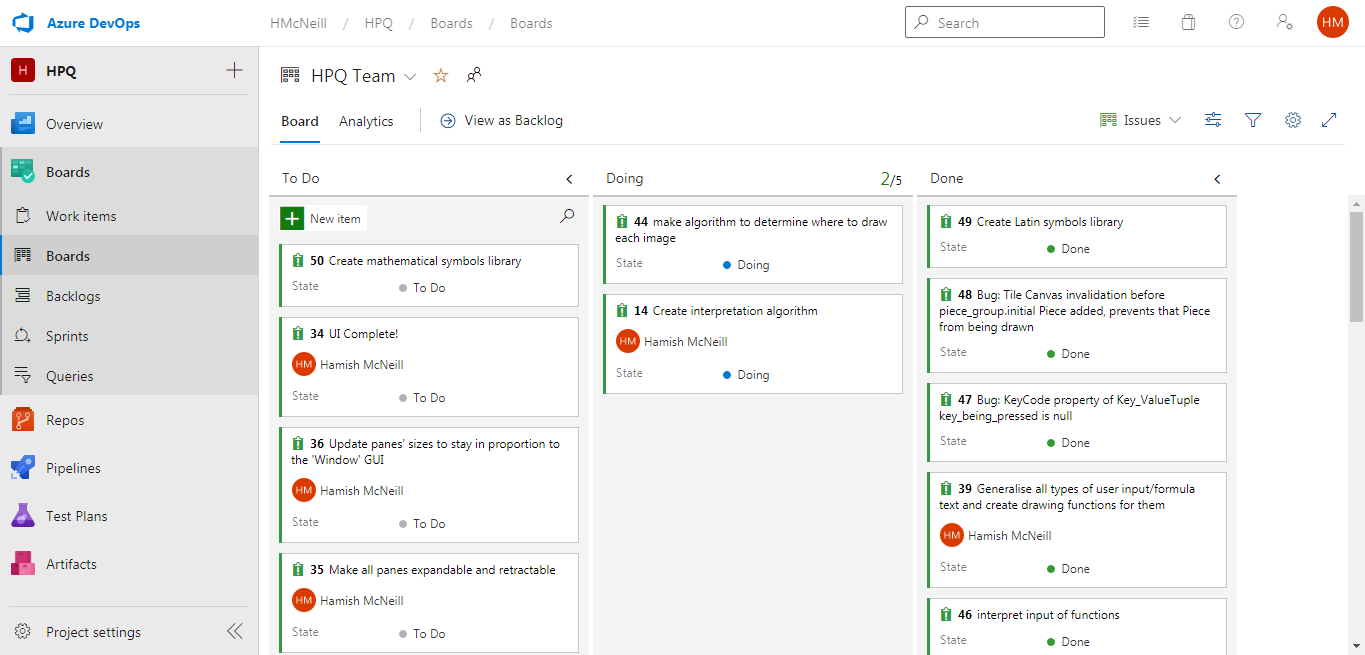 Azure DevOps
HMcNeill / HPQ / Boards / Boards
Search
HM
H HPQ
Overview
Boards
Work items
Boards
Backlogs
Sprints
Queries
Repos
Pipelines
Test Plans
Artifacts
Project settings
HPQ Team
Board Analytics View as Backlog
Issues
To Do
New item
50 Create mathematical symbols library
State To Do
34 UI Complete!
HM Hamish McNeill
State To Do
36 Update panes' sizes to stay in proportion to
the 'Window' GUI
HM Hamish McNeill
State To Do
35 Make all panes expandable and retractable
HM Hamish McNeill
State To Do
Doing 2/5
44 make algorithm to determine where to draw
each image
State Doing
14 Create interpretation algorithm
HM Hamish McNeill
State Doing
Done
49 Create Latin symbols library
State Done
48 Bug: Tile Canvas invalidation before
piece_group.initial Piece added, prevents that Piece
from being drawn
State Done
47 Bug: KeyCode property of Key_ValueTuple
key_being_pressed is null
State Done
39 Generalise all types of user input/formula
text and create drawing functions for them
HM Hamish McNeill
State Done
46 interpret input of functions
State Done